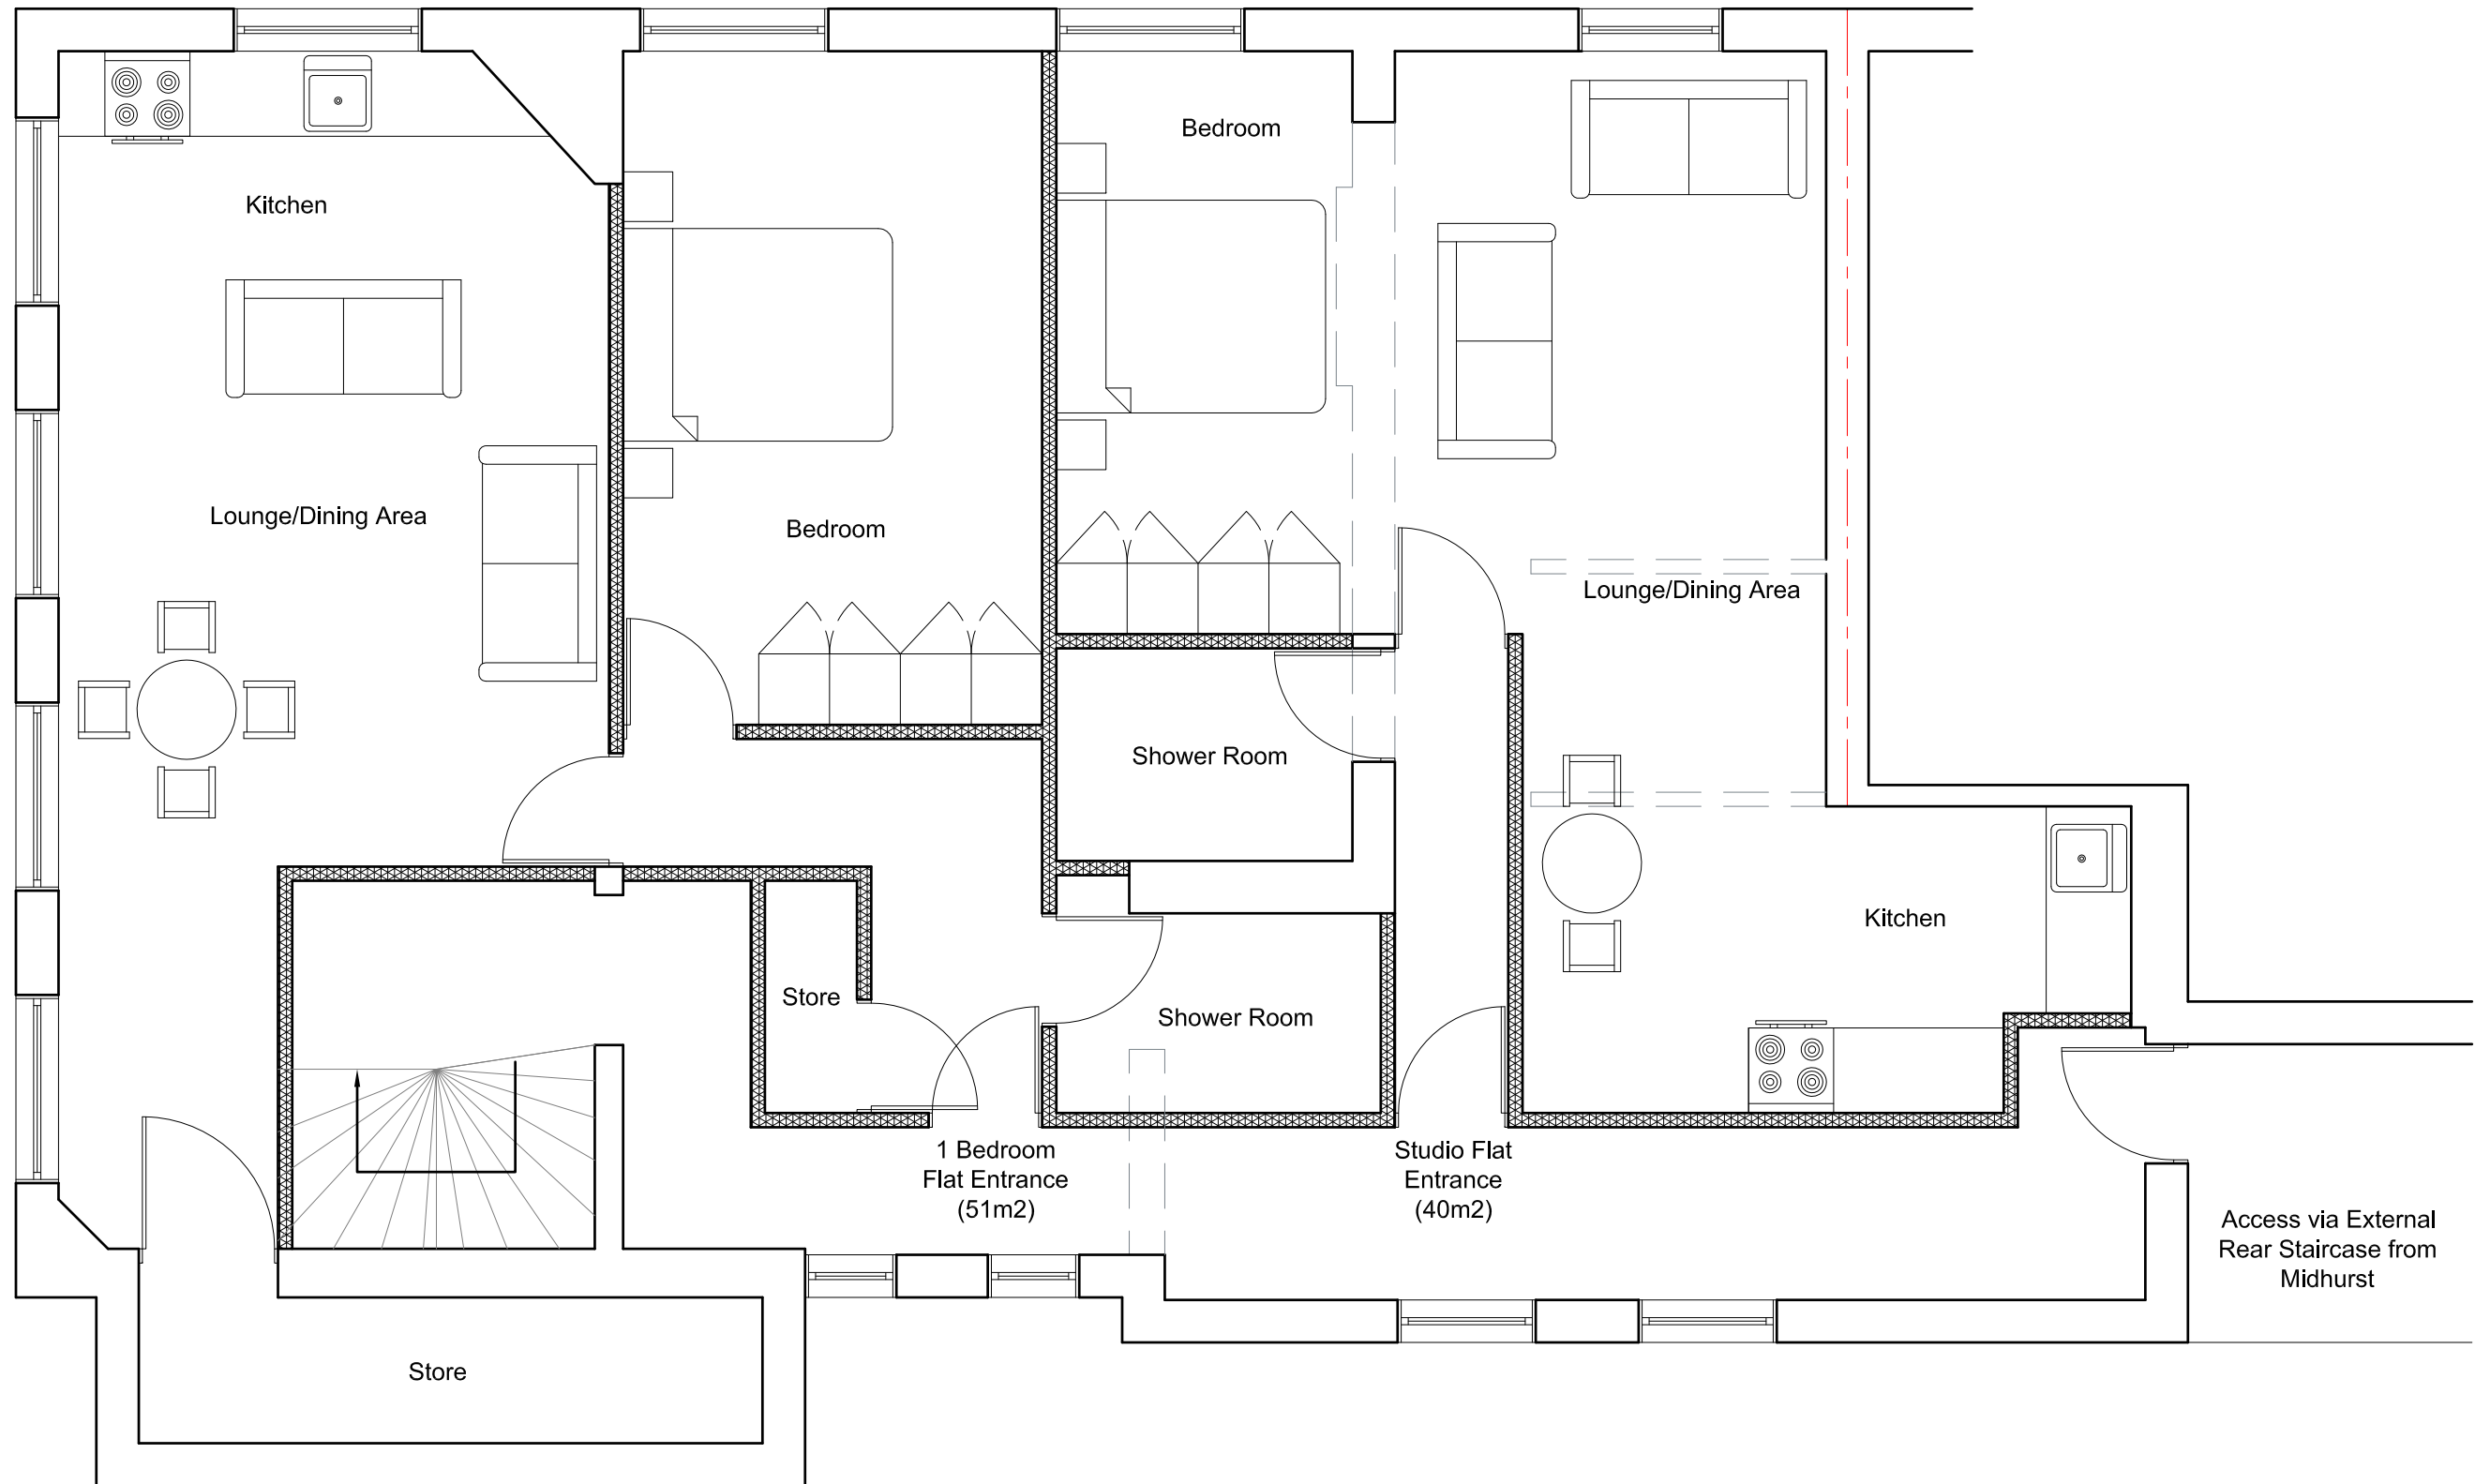 Bedroom
Kitchen
Lounge/Dining Area
Bedroom
Lounge/Dining Area
Shower Room
Kitchen
Store
Shower Room
1 Bedroom
Flat Entrance
(51m2)
Studio Flat
Entrance
(40m2)
Access via External
Rear Staircase from
Midhurst
Store